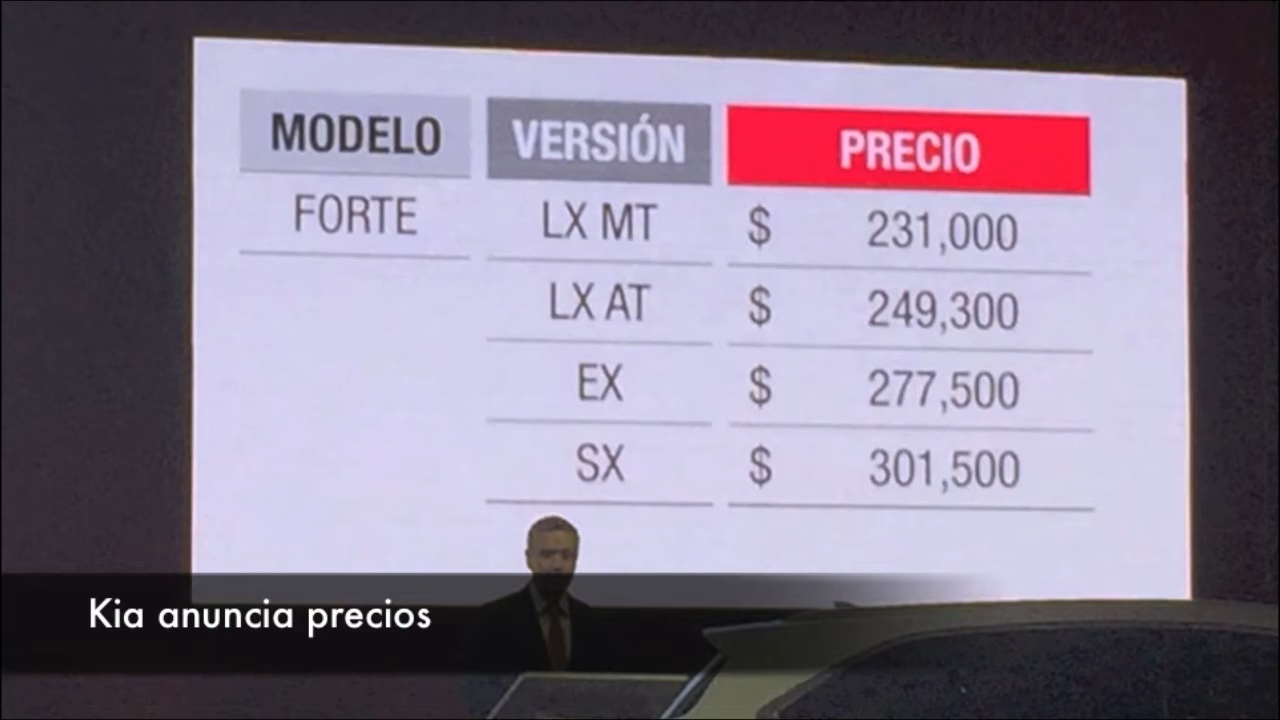 MODELO VERSIÓN PRECIO
FORTE LX MT $ 231,000
LX AT $ 249,300
EX $ 277,500
SX $ 301,500
Kia anuncia precios